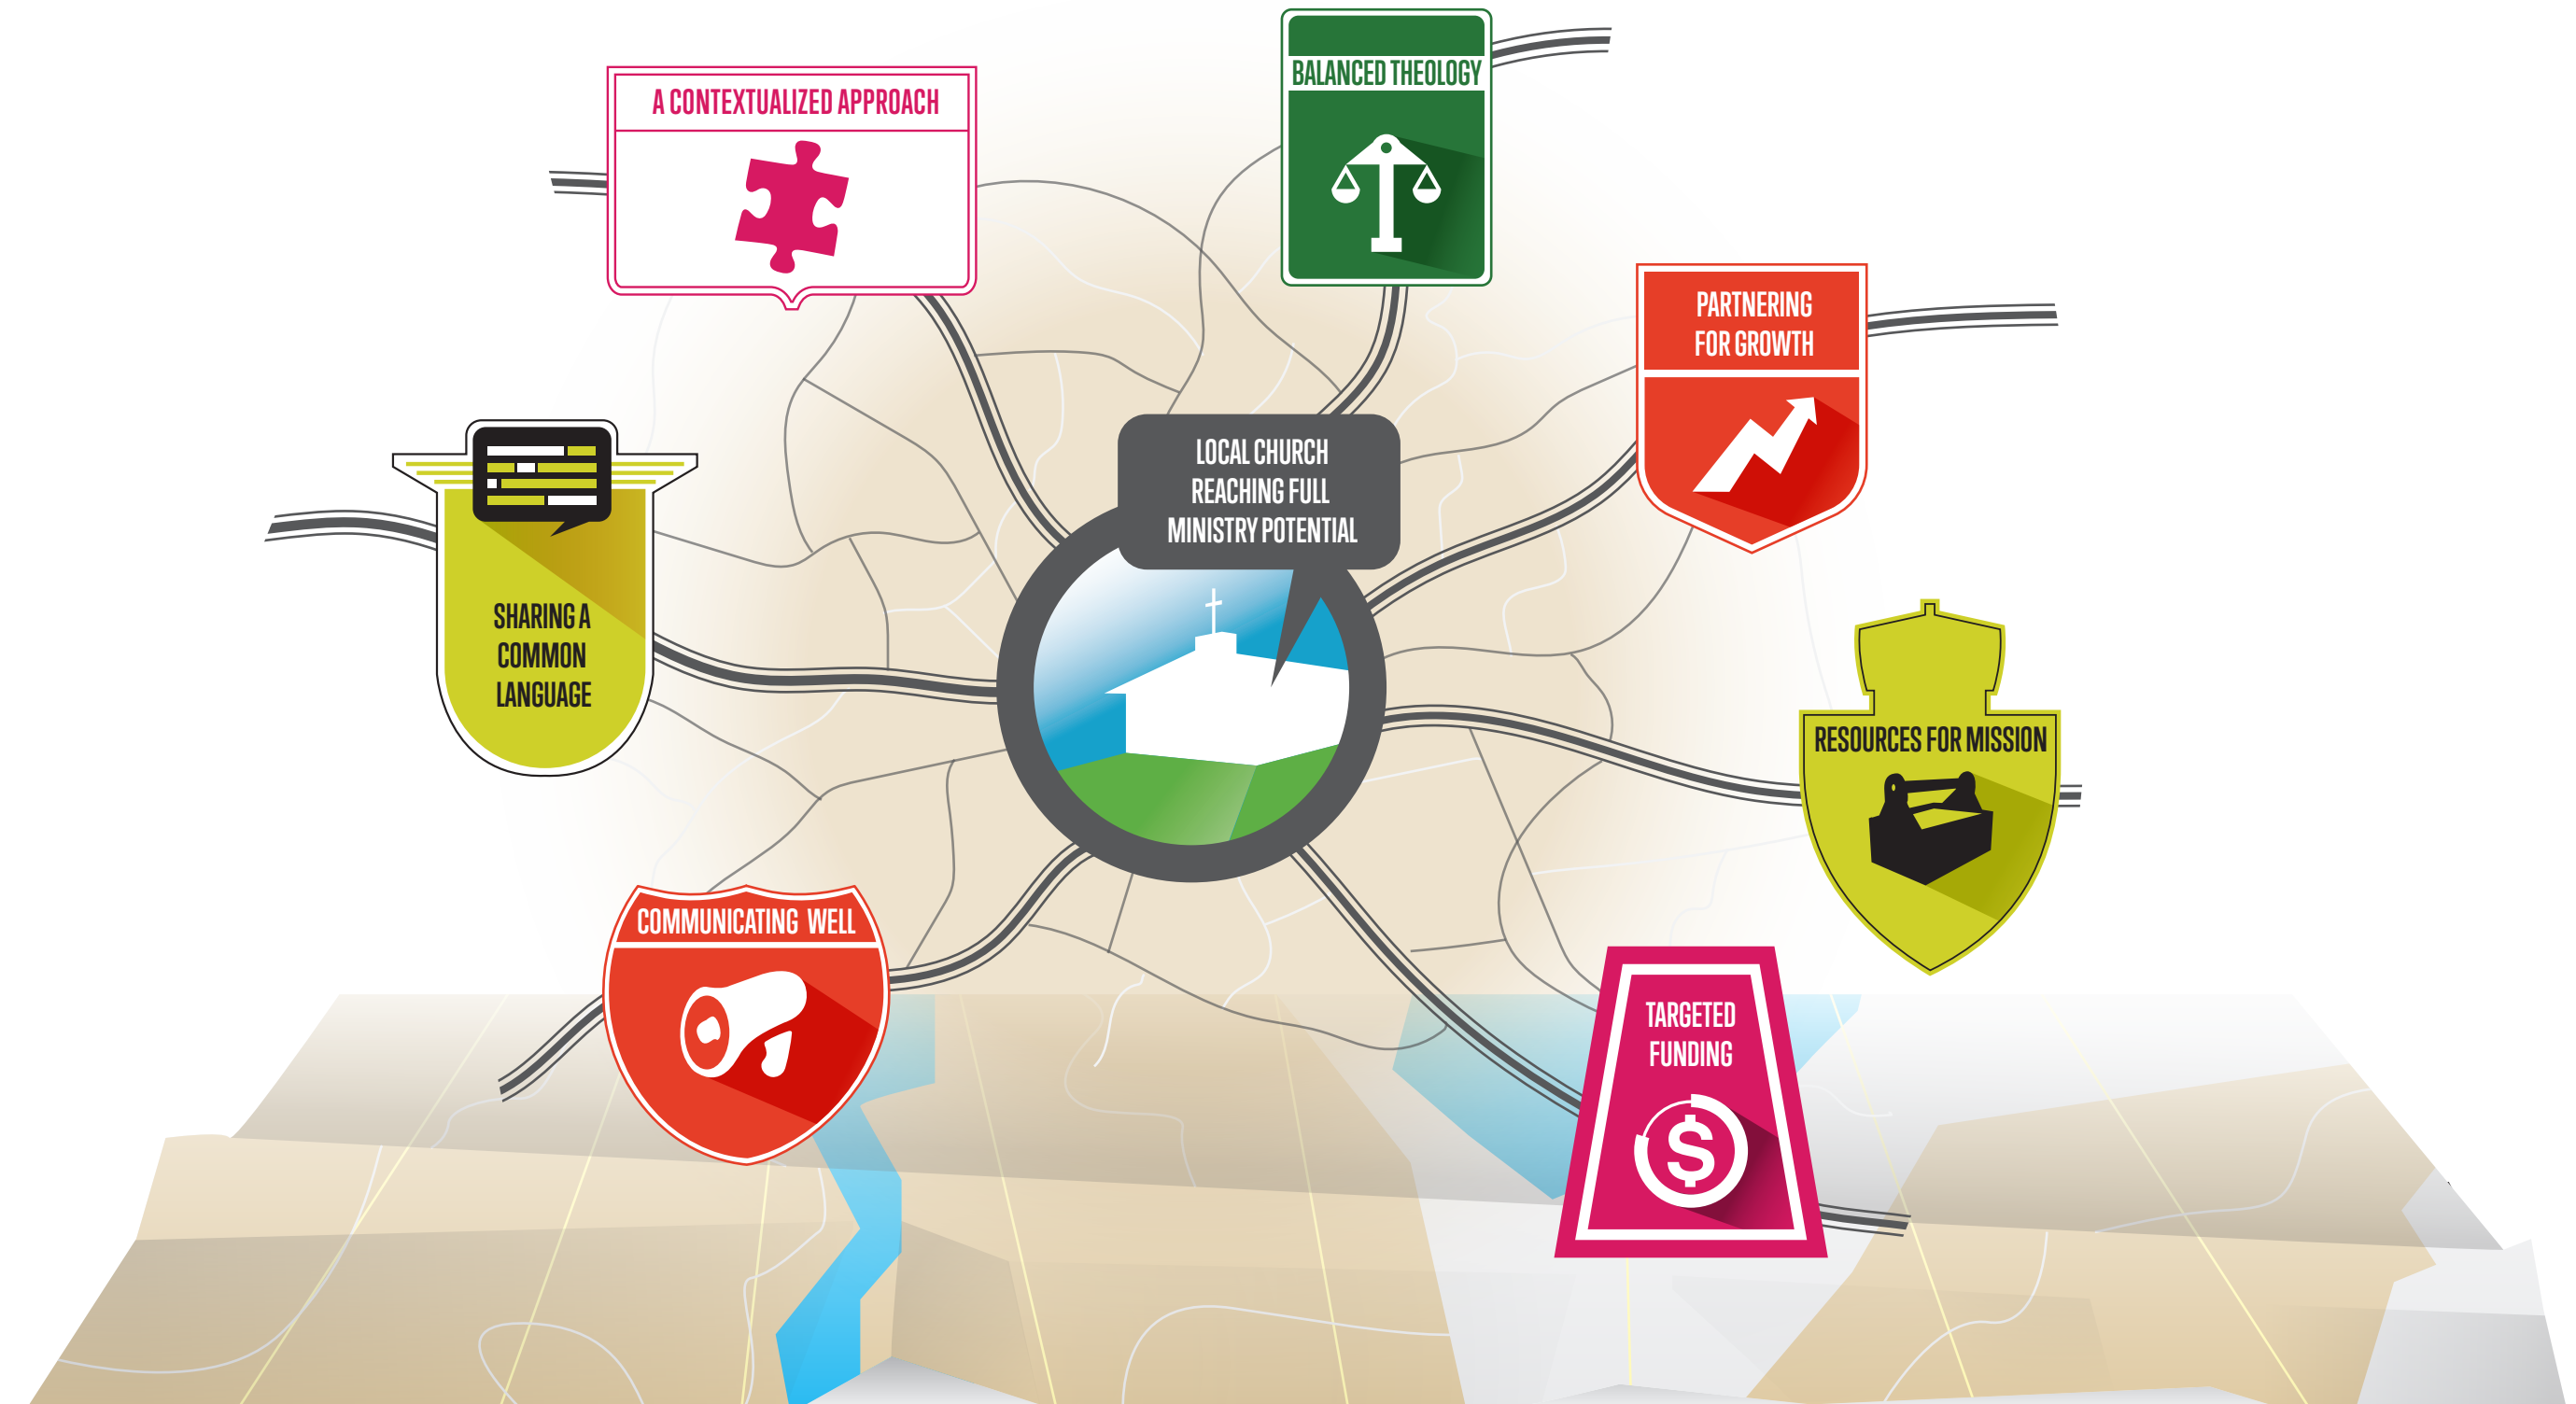 BALANCED THEOLOGY
A CONTEXTUALIZED APPROACH
PARTNERING
FOR GROWTH
LOCAL CHURCH
REACHING FULL
MINISTRY POTENTIAL
SHARING A
COMMON
LANGUAGE
RESOURCES FOR MISSION
COMMUNICATING WELL
TARGETED
FUNDING
$